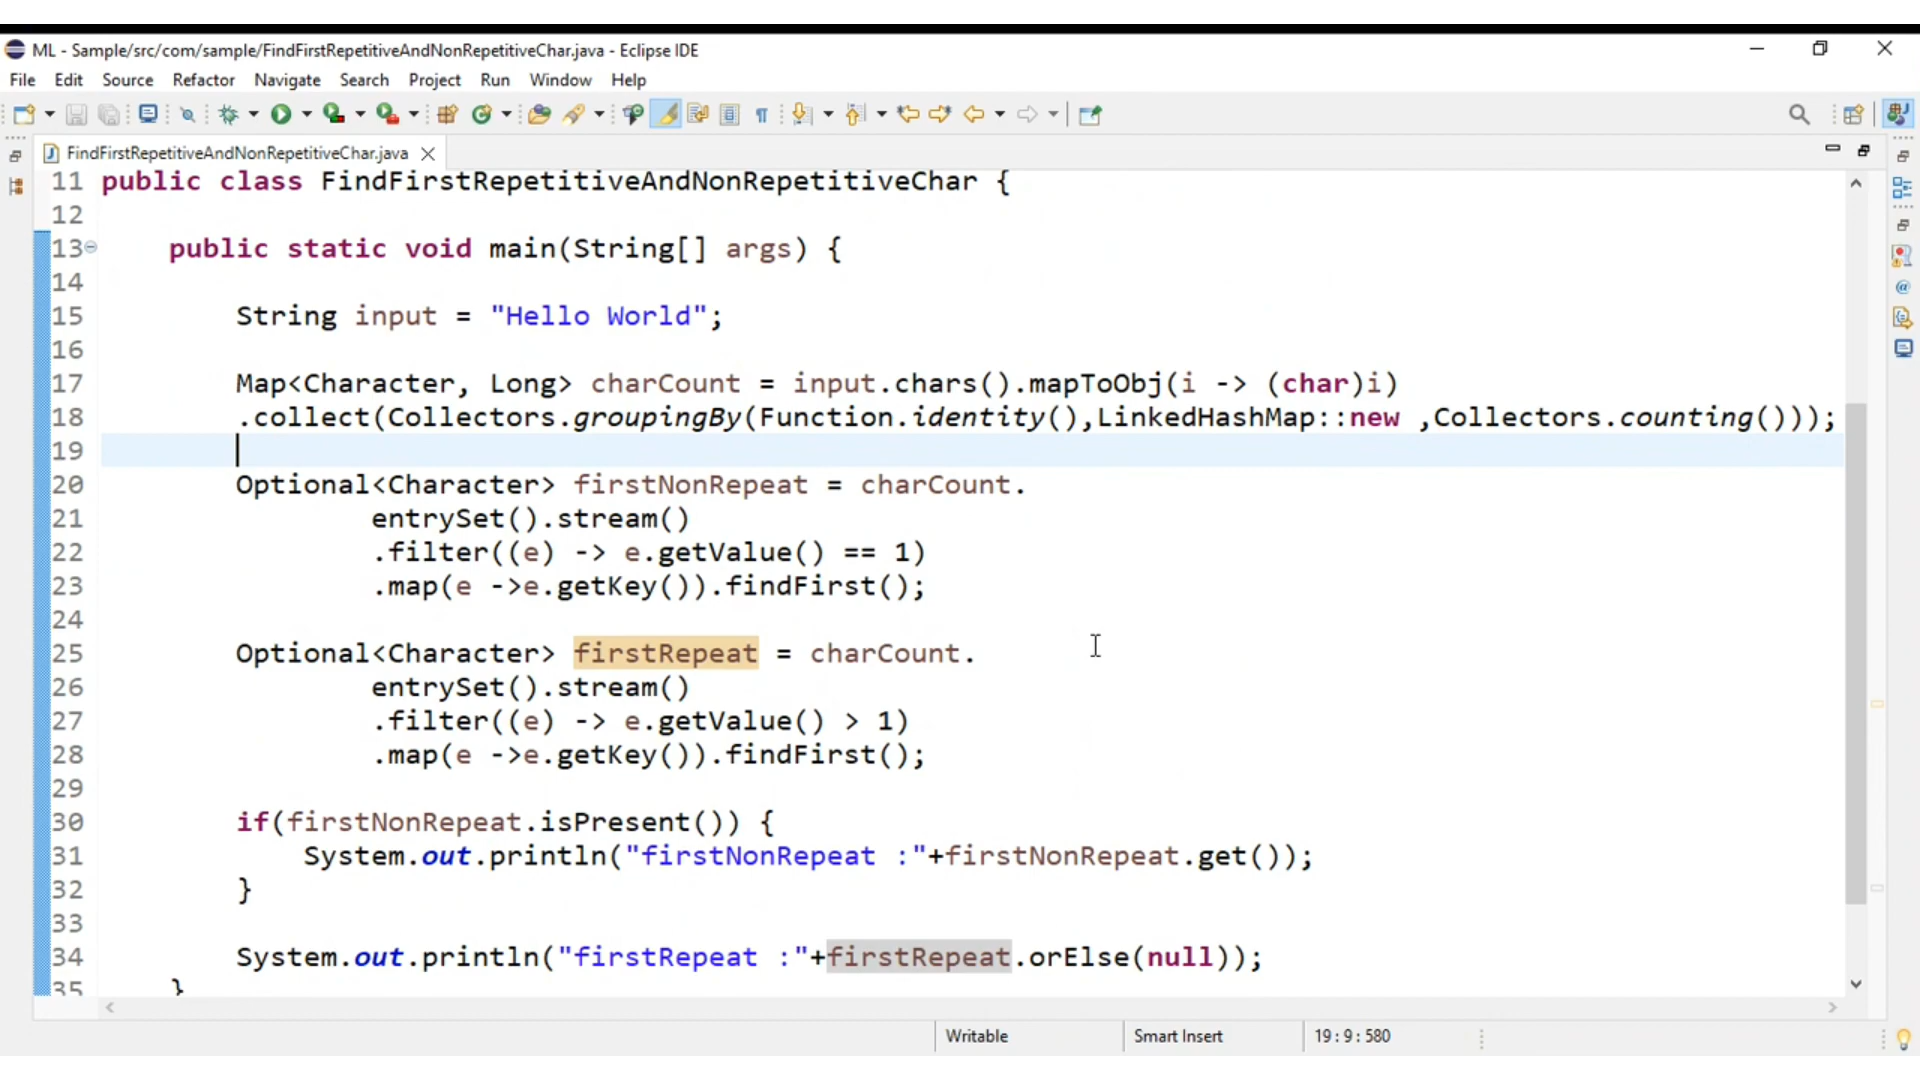 ML - Sample/src/com/sample/FindFirstRepetitiveAndNonRepetitiveChar.java - Eclipse IDE
File Edit Source Refactor Navigate Search Project Run Window Help
FindFirstRepetitiveAndNonRepetitiveChar.java
11 public class FindFirstRepetitiveAndNonRepetitiveChar {
12
13     public static void main(String[] args) {
14
15         String input = "Hello World";
16
17         Map<Character, Long> charCount = input.chars().mapToObj(i -> (char)i)
18         .collect(Collectors.groupingBy(Function.identity(),LinkedHashMap::new ,Collectors.counting()));
19
20         Optional<Character> firstNonRepeat = charCount.
21                 entrySet().stream()
22                 .filter((e) -> e.getValue() == 1)
23                 .map(e ->e.getKey()).findFirst();
24
25         Optional<Character> firstRepeat = charCount.
26                 entrySet().stream()
27                 .filter((e) -> e.getValue() > 1)
28                 .map(e ->e.getKey()).findFirst();
29
30         if(firstNonRepeat.isPresent()) {
31             System.out.println("firstNonRepeat :"+firstNonRepeat.get());
32         }
33
34         System.out.println("firstRepeat :"+firstRepeat.orElse(null));
35     }
Writable Smart Insert 19 : 9 : 580